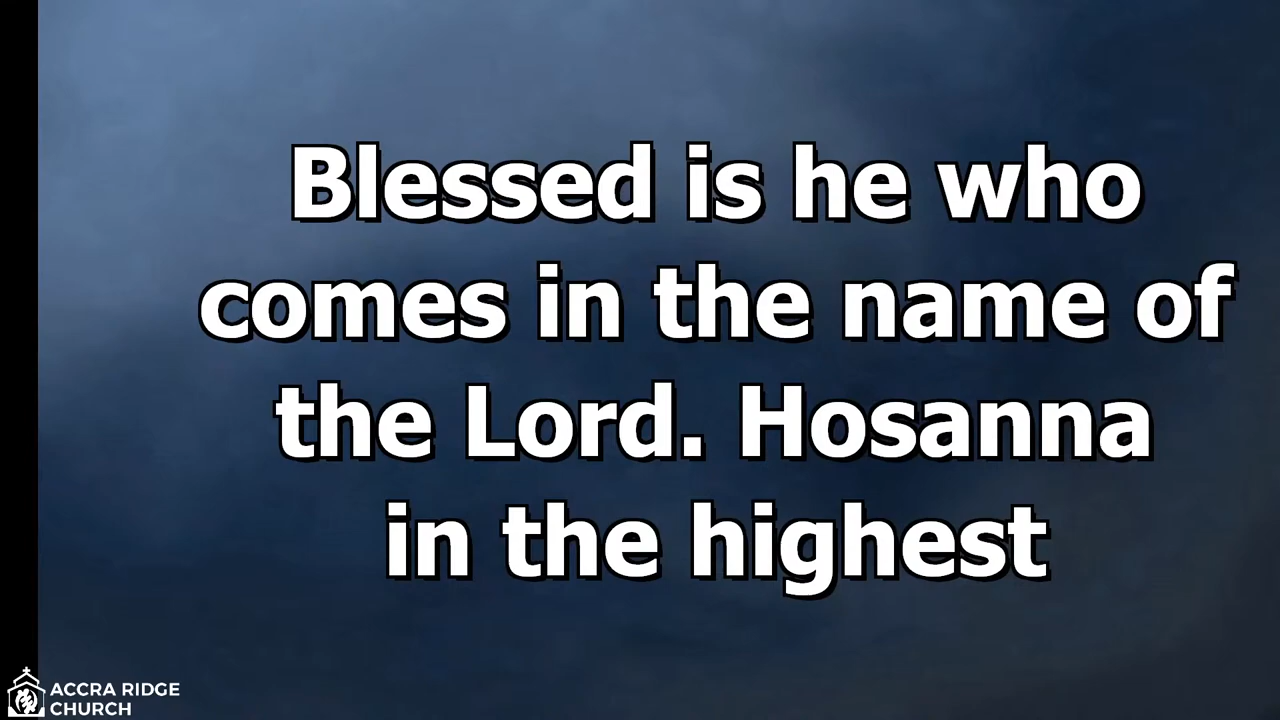 Blessed is he who
comes in the name of
the Lord. Hosanna
in the highest
ACCRA RIDGE
CHURCH